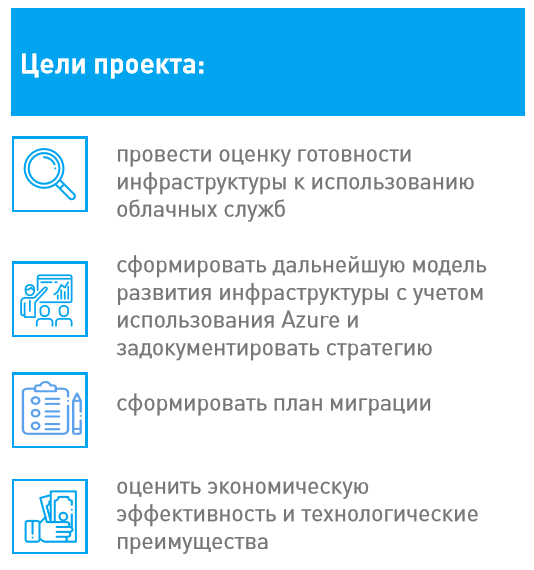 Цели проекта:
провести оценку готовности
инфраструктуры к использованию
облачных служб
сформировать дальнейшую модель
развития инфраструктуры с учетом
использования Azure и
задокументировать стратегию
сформировать план миграции
оценить экономическую
эффективность и технологические
преимущества